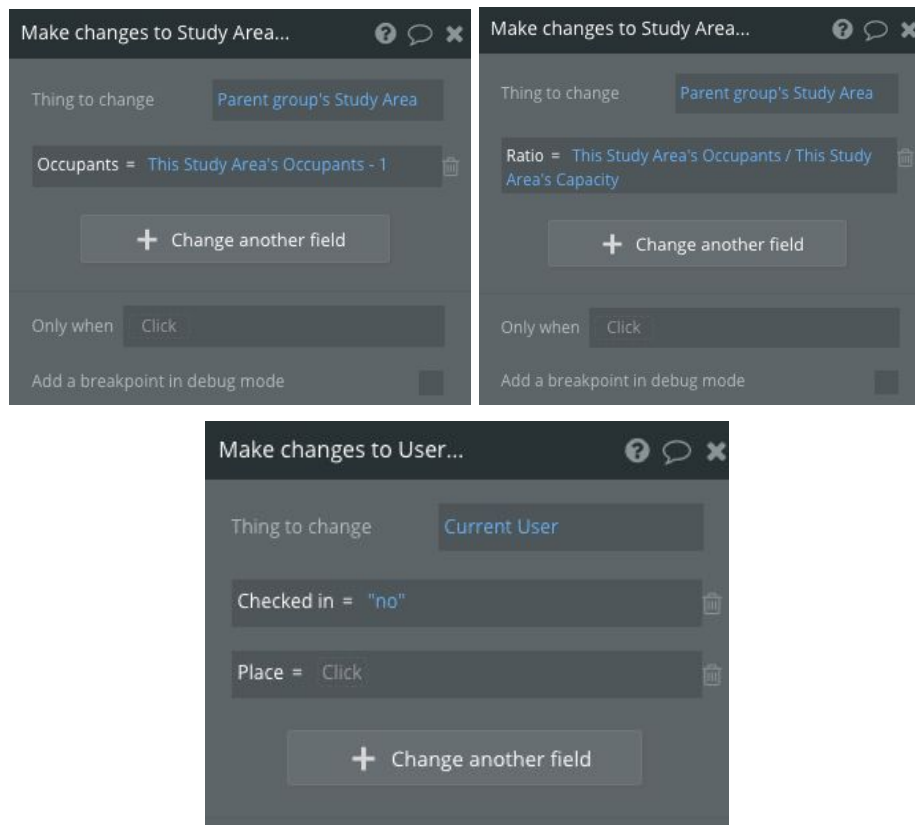 Make changes to Study Area...
Thing to change Parent group's Study Area
Occupants = This Study Area's Occupants - 1
Change another field
Only when Click
Add a breakpoint in debug mode
Make changes to Study Area...
Thing to change Parent group's Study Area
Ratio = This Study Area's Occupants / This Study
Area's Capacity
Change another field
Only when Click
Add a breakpoint in debug mode
Make changes to User...
Thing to change Current User
Checked in = "no"
Place = Click
Change another field